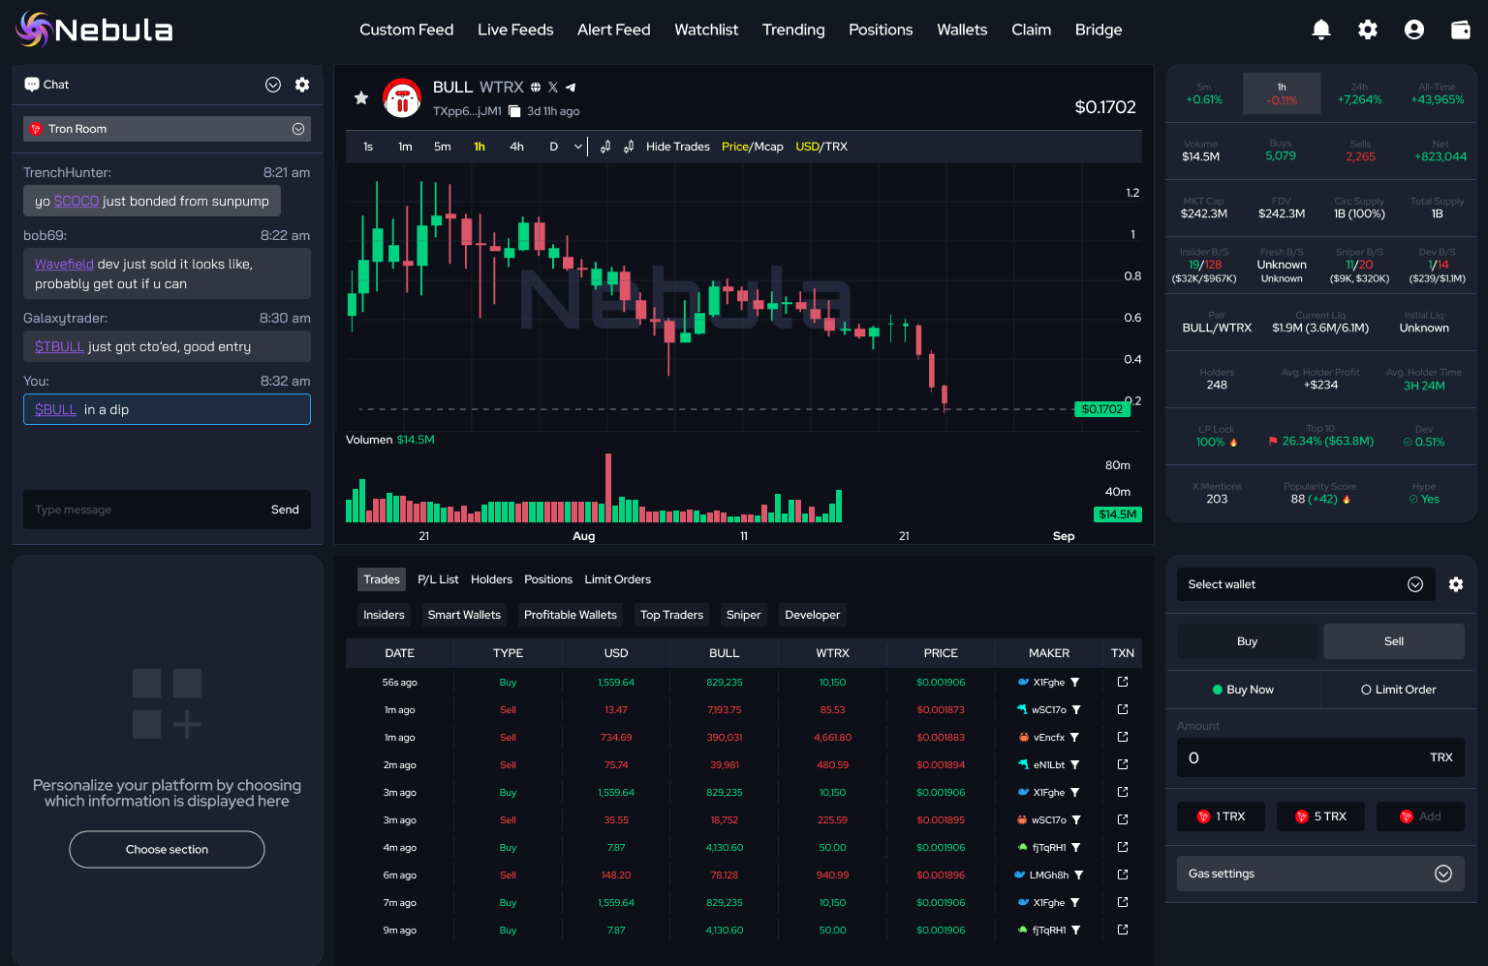 Nebula
Custom Feed Live Feeds Alert Feed Watchlist Trending Positions Wallets Claim Bridge
Chat
Tron Room
TrenchHunter: 8:21 am
yo $COCO just bonded from sunpump
bob69: 8:22 am
Wavefield dev just sold it looks like,
probably get out if u can
Galaxytrader: 8:30 am
$TBULL just got cto'ed, good entry
You: 8:32 am
$BULL in a dip
Type message Send
Personalize your platform by choosing
which information is displayed here
Choose section
BULL WTRX
TXpp6...jJM1 3d 11h ago
$0.1702
1s 1m 5m 1h 4h D Hide Trades Price/Mcap USD/TRX
Nebula
1.2
1
0.8
0.6
0.4
0.2
$0.1702
Volumen $14.5M
80m
40m
$14.5M
21 Aug 11 21 Sep
Trades P/L List Holders Positions Limit Orders
Insiders Smart Wallets Profitable Wallets Top Traders Sniper Developer
DATE TYPE USD BULL WTRX PRICE MAKER TXN
56s ago Buy 1,559.64 829,235 10,150 $0.001906 X1Fghe
1m ago Sell 13.47 7,193.75 85.53 $0.001873 wSC17o
1m ago Sell 734.69 390,031 4,661.80 $0.001883 vEncfx
2m ago Sell 75.74 39,981 480.59 $0.001894 eN1Lbt
3m ago Buy 1,559.64 829,235 10,150 $0.001906 X1Fghe
3m ago Sell 35.55 18,752 225.59 $0.001895 wSC17o
4m ago Buy 7.87 4,130.60 50.00 $0.001906 fjTqRH1
6m ago Sell 148.20 78.128 940.99 $0.001896 LMGh8h
7m ago Buy 1,559.64 829,235 10,150 $0.001906 X1Fghe
9m ago Buy 7.87 4,130.60 50.00 $0.001906 fjTqRH1
5m 1h 24h All-Time
+0.61% -0.11% +7,264% +43,965%
Volume Buys Sells Net
$14.5M 5,079 2,265 +823,044
MKT Cap FDV Circ Supply Total Supply
$242.3M $242.3M 1B (100%) 1B
Insider B/S Fresh B/S Sniper B/S Dev B/S
19/128 Unknown 11/20 1/14
($32K/$967K) Unknown ($9K, $320K) ($239/$1.1M)
Pair Current Liq Initial Liq
BULL/WTRX $1.9M (3.6M/6.1M) Unknown
Holders Avg. Holder Profit Avg. Holder Time
248 +$234 3H 24M
LP Lock Top 10 Dev
100% 26.34% ($63.8M) 0.51%
X Mentions Popularity Score Hype
203 88 (+42) Yes
Select wallet
Buy Sell
Buy Now Limit Order
Amount
0 TRX
1 TRX 5 TRX Add
Gas settings